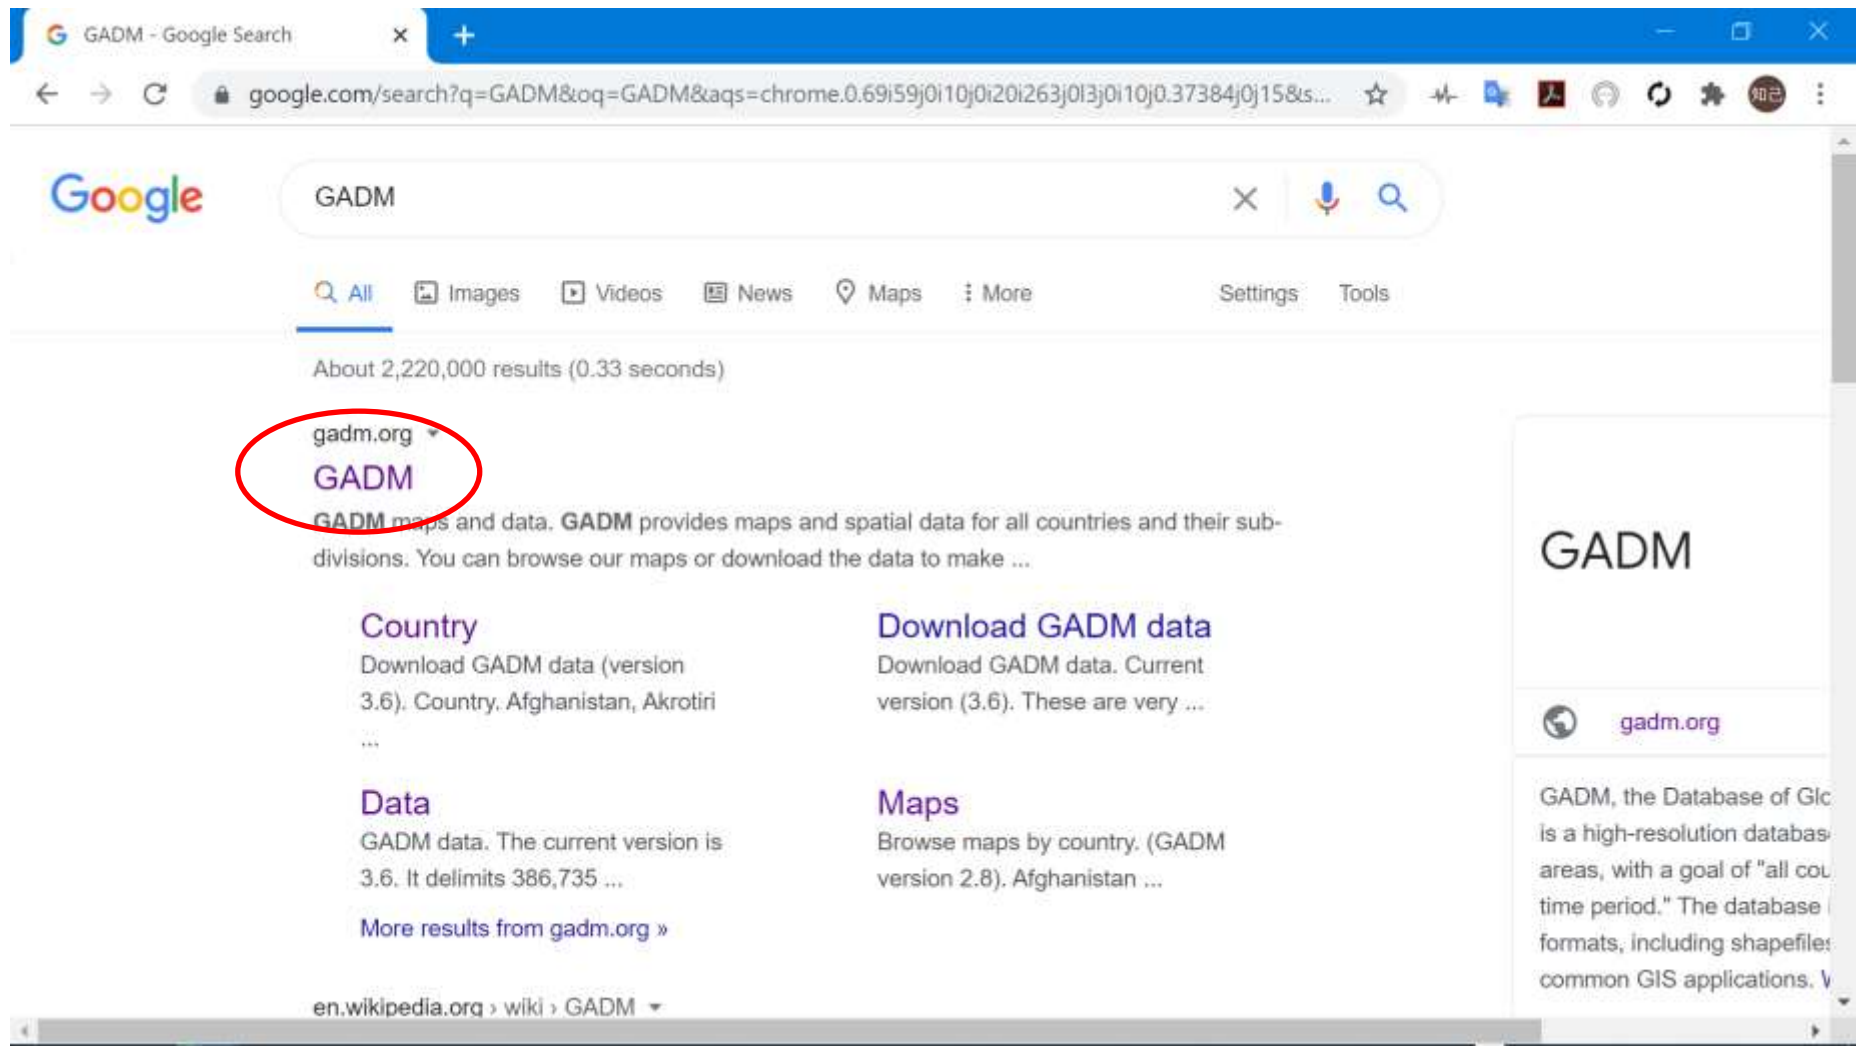 GADM - Google Search
google.com/search?q=GADM&oq=GADM&aqs=chrome.0.69i59j0i10j0i20i263j0l3j0i10j0.37384j0j15&s...
知己
Google
GADM
All Images Videos News Maps More Settings Tools
About 2,220,000 results (0.33 seconds)
gadm.org
GADM
GADM maps and data. GADM provides maps and spatial data for all countries and their sub-
divisions. You can browse our maps or download the data to make ...
Country
Download GADM data (version
3.6). Country. Afghanistan, Akrotiri
...
Download GADM data
Download GADM data. Current
version (3.6). These are very ...
Data
GADM data. The current version is
3.6. It delimits 386,735 ...
Maps
Browse maps by country. (GADM
version 2.8). Afghanistan ...
More results from gadm.org »
en.wikipedia.org › wiki › GADM
GADM
gadm.org
GADM, the Database of Glo
is a high-resolution databas
areas, with a goal of "all cou
time period." The database
formats, including shapefiles
common GIS applications. W